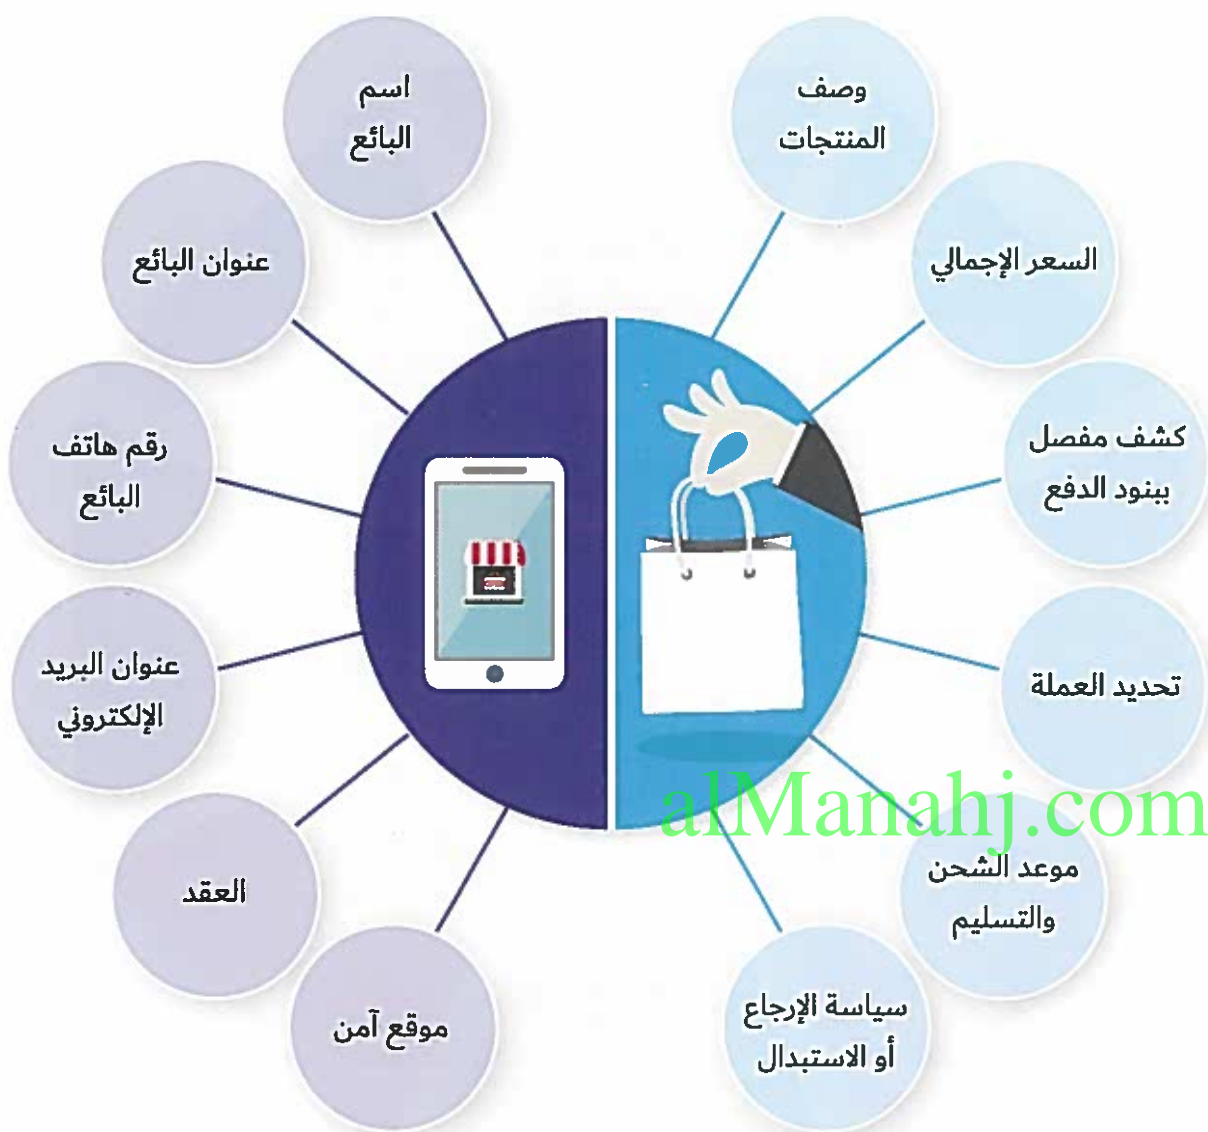 وصف
المنتجات
السعر الإجمالي
كشف مفصل
ببنود الدفع
تحديد العملة
موعد الشحن
والتسليم
سياسة الإرجاع
أو الاستبدال
اسم
البائع
عنوان البائع
رقم هاتف
البائع
عنوان البريد
الإلكتروني
العقد
موقع آمن
alManahj.com